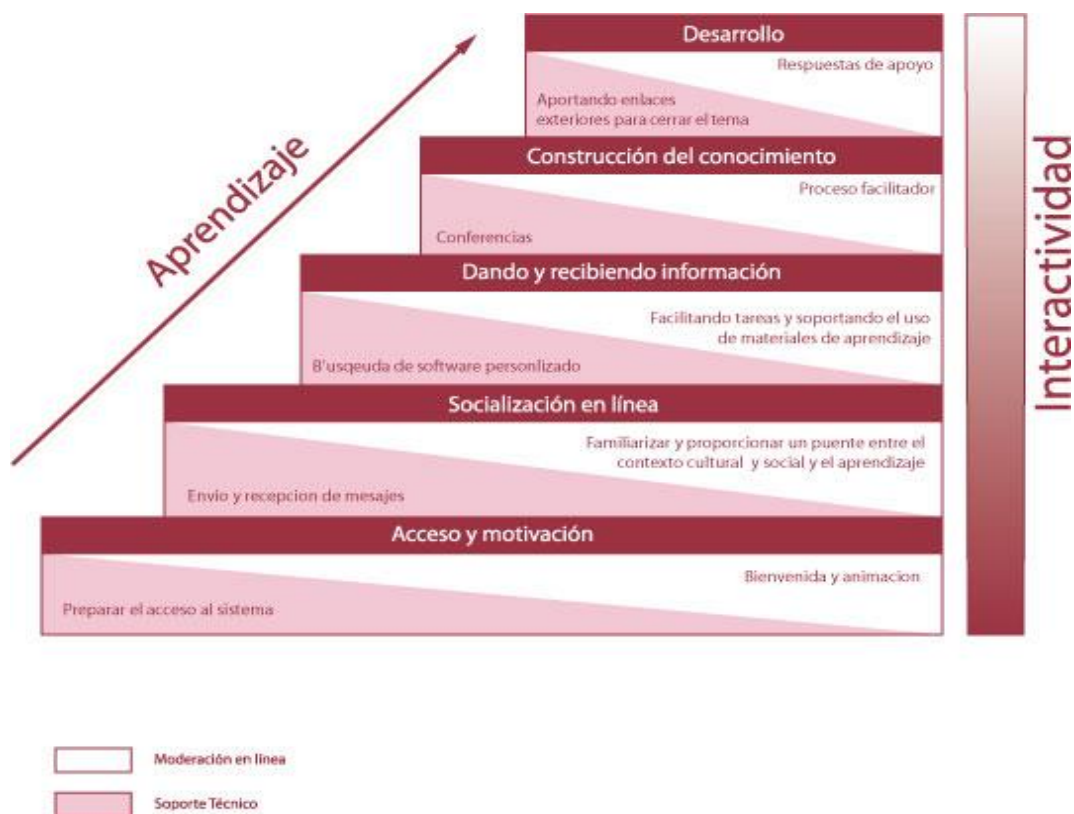 Desarrollo
Respuestas de apoyo
Aportando enlaces
exteriores para cerrar el tema
Construcción del conocimiento
Proceso facilitador
Conferencias
Dando y recibiendo información
Facilitando tareas y soportando el uso
de materiales de aprendizaje
B'usqeuda de software personlizado
Socialización en línea
Familiarizar y proporcionar un puente entre el
contexto cultural y social y el aprendizaje
Envio y recepcion de mesajes
Acceso y motivación
Bienvenida y animacion
Preparar el acceso al sistema
Aprendizaje
Interactividad
Moderación en línea
Soporte Técnico